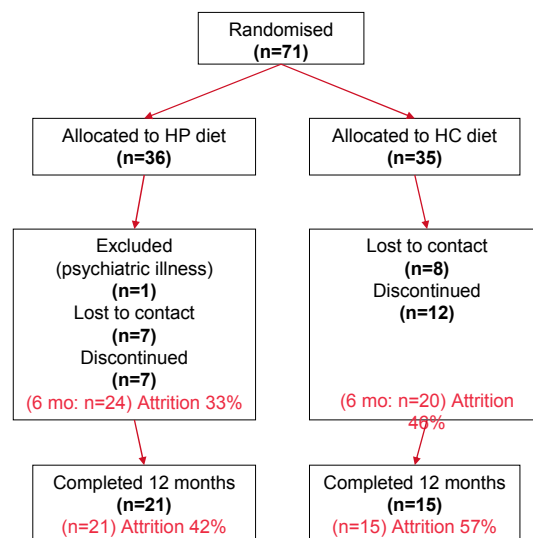 Randomised
(n=71)
Allocated to HP diet
(n=36)
Allocated to HC diet
(n=35)
Excluded
(psychiatric illness)
(n=1)
Lost to contact
(n=7)
Discontinued
(n=7)
(6 mo: n=24) Attrition 33%
Lost to contact
(n=8)
Discontinued
(n=12)
(6 mo: n=20) Attrition
Completed 12 months
(n=21)
(n=21) Attrition 42%
Completed 12 months
(n=15)
(n=15) Attrition 57%